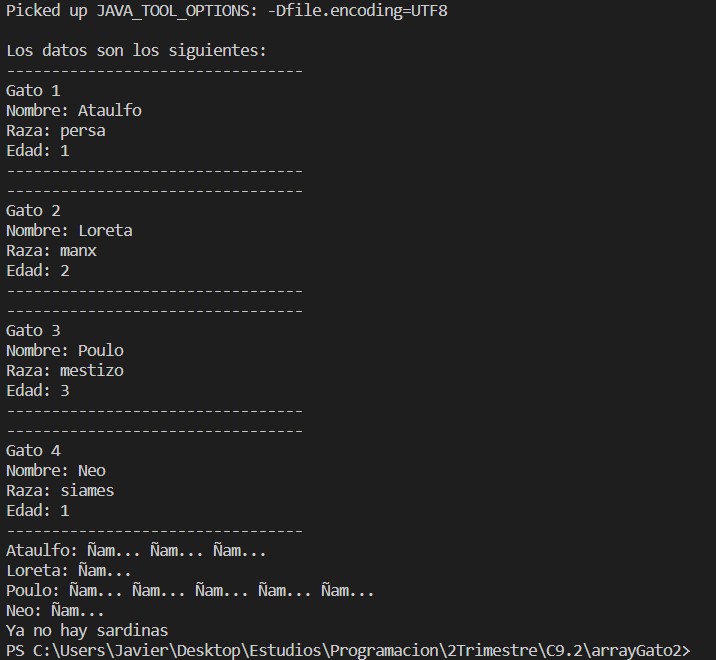 Picked up JAVA_TOOL_OPTIONS: -Dfile.encoding=UTF8
Los datos son los siguientes:
---------------------------------
Gato 1
Nombre: Ataulfo
Raza: persa
Edad: 1
---------------------------------
---------------------------------
Gato 2
Nombre: Loreta
Raza: manx
Edad: 2
---------------------------------
---------------------------------
Gato 3
Nombre: Poulo
Raza: mestizo
Edad: 3
---------------------------------
---------------------------------
Gato 4
Nombre: Neo
Raza: siames
Edad: 1
---------------------------------
Ataulfo: Ñam... Ñam... Ñam...
Loreta: Ñam...
Poulo: Ñam... Ñam... Ñam... Ñam... Ñam...
Neo: Ñam...
Ya no hay sardinas
PS C:\Users\Javier\Desktop\Estudios\Programacion\2Trimestre\C9.2\arrayGato2>